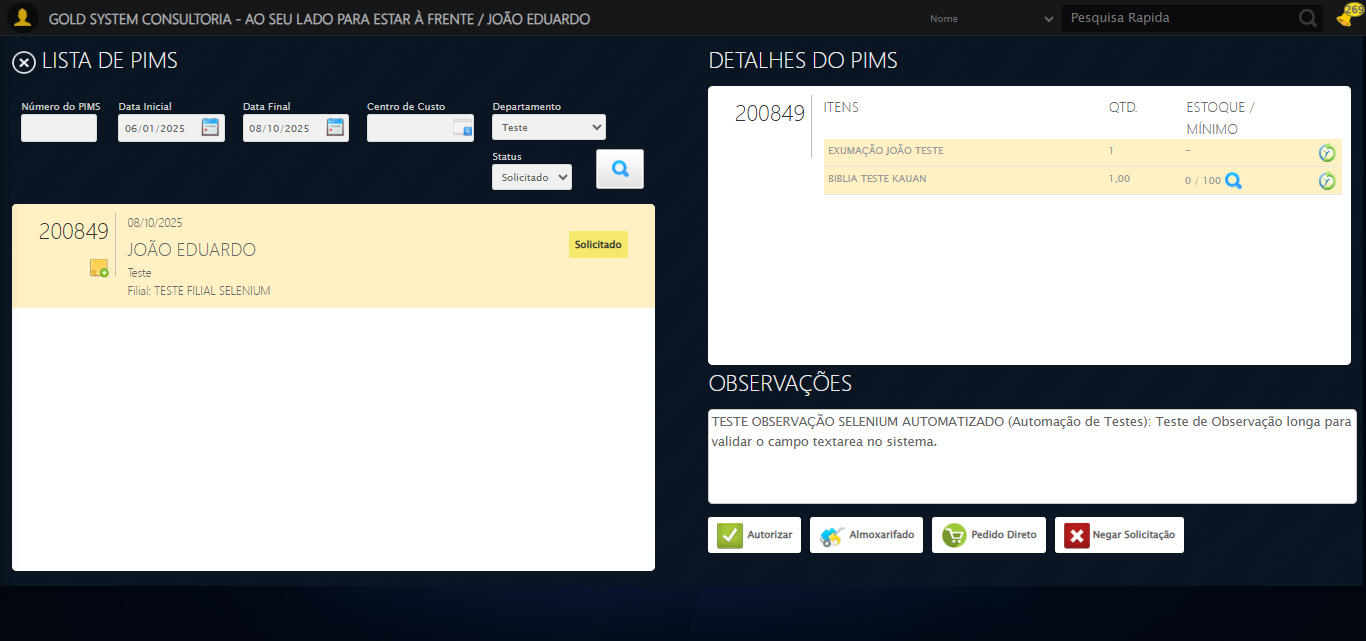 GOLD SYSTEM CONSULTORIA - AO SEU LADO PARA ESTAR À FRENTE / JOÃO EDUARDO
Nome
Pesquisa Rapida
269
LISTA DE PIMS
Número do PIMS
Data Inicial
Data Final
Centro de Custo
Departamento
06/01/2025
08/10/2025
Teste
Status
Solicitado
200849
08/10/2025
JOÃO EDUARDO
Teste
Filial: TESTE FILIAL SELENIUM
Solicitado
DETALHES DO PIMS
200849
ITENS
QTD.
ESTOQUE /
MÍNIMO
EXUMAÇÃO JOÃO TESTE
1
-
BIBLIA TESTE KAUAN
1,00
0 / 100
OBSERVAÇÕES
TESTE OBSERVAÇÃO SELENIUM AUTOMATIZADO (Automação de Testes): Teste de Observação longa para
validar o campo textarea no sistema.
Autorizar
Almoxarifado
Pedido Direto
Negar Solicitação